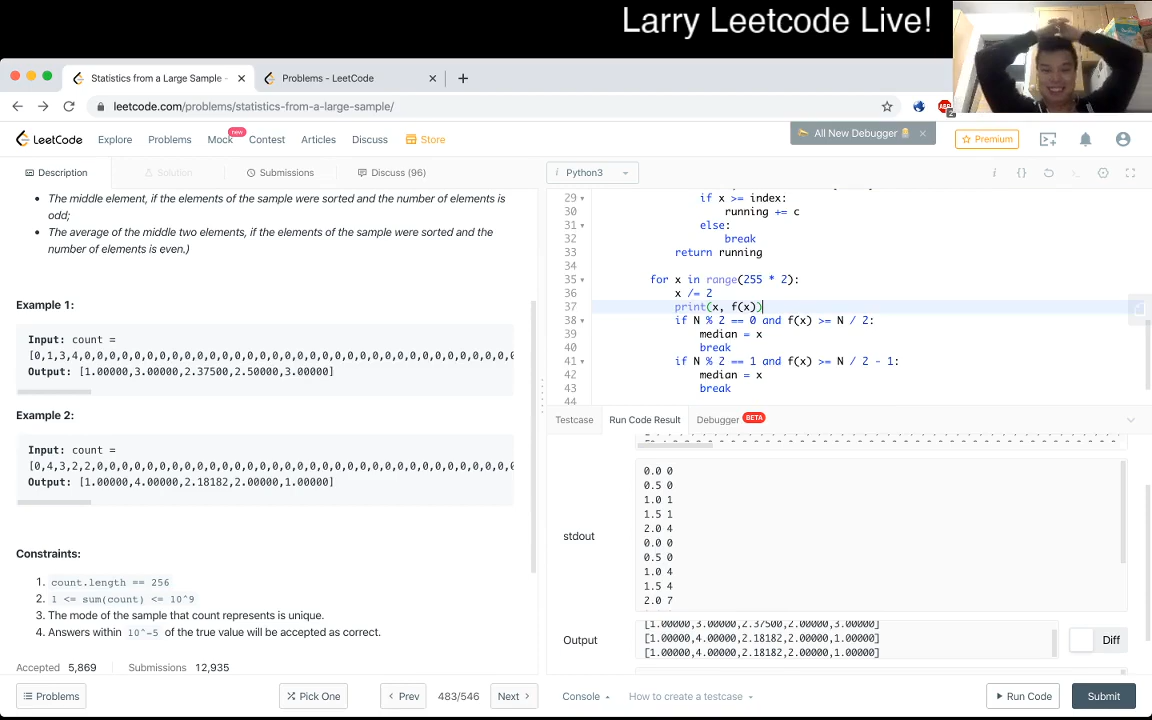 Larry Leetcode Live!
Statistics from a Large Sample -
Problems - LeetCode
leetcode.com/problems/statistics-from-a-large-sample/
2
LeetCode
Explore
Problems
Mock
new
Contest
Articles
Discuss
Store
All New Debugger
Premium
Description
Solution
Submissions
Discuss (96)
i Python3
The middle element, if the elements of the sample were sorted and the number of elements is
odd;
The average of the middle two elements, if the elements of the sample were sorted and the
number of elements is even.)
Example 1:
Input: count =
[0,1,3,4,0,0,0,0,0,0,0,0,0,0,0,0,0,0,0,0,0,0,0,0,0,0,0,0,0,0,0,0,0,0,0,0,0,0
Output: [1.00000,3.00000,2.37500,2.50000,3.00000]
Example 2:
Input: count =
[0,4,3,2,2,0,0,0,0,0,0,0,0,0,0,0,0,0,0,0,0,0,0,0,0,0,0,0,0,0,0,0,0,0,0,0,0,0
Output: [1.00000,4.00000,2.18182,2.00000,1.00000]
Constraints:
1. count.length == 256
2. 1 <= sum(count) <= 10^9
3. The mode of the sample that count represents is unique.
4. Answers within 10^-5 of the true value will be accepted as correct.
Accepted 5,869 Submissions 12,935
29 if x >= index:
30 running += c
31 else:
32 break
33 return running
34
35 for x in range(255 * 2):
36 x /= 2
37 print(x, f(x))
38 if N % 2 == 0 and f(x) >= N / 2:
39 median = x
40 break
41 if N % 2 == 1 and f(x) >= N / 2 - 1:
42 median = x
43 break
44
Testcase
Run Code Result
Debugger
BETA
stdout
0.0 0
0.5 0
1.0 1
1.5 1
2.0 4
0.0 0
0.5 0
1.0 4
1.5 4
2.0 7
Output
[1.00000,3.00000,2.37500,2.00000,3.00000]
[1.00000,4.00000,2.18182,2.00000,1.00000]
[1.00000,4.00000,2.18182,2.00000,1.00000]
Diff
Problems
Pick One
Prev
483/546
Next
Console
How to create a testcase
Run Code
Submit